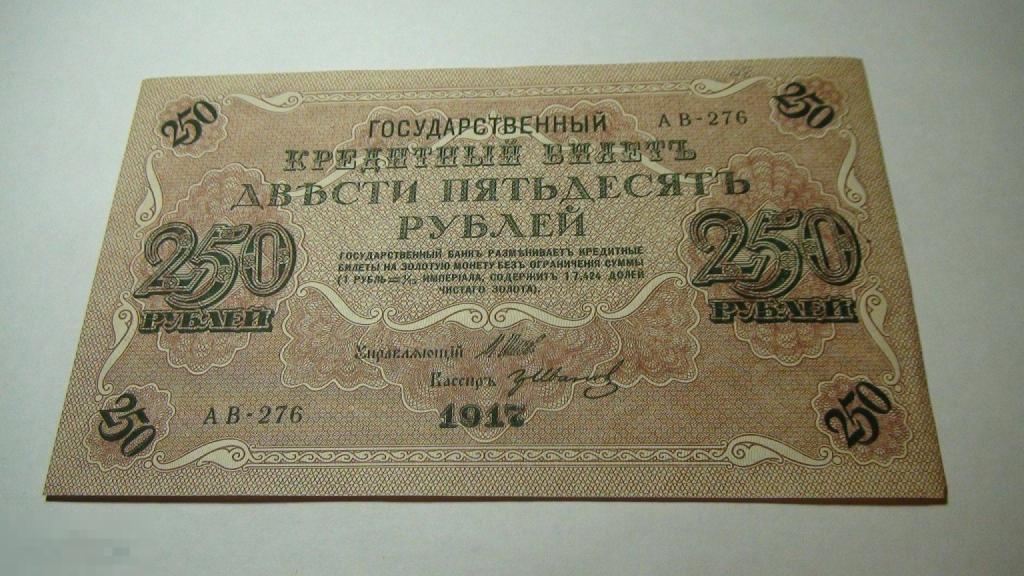 250
250
ГОСУДАРСТВЕННЫЙ
АВ-276
КРЕДИТНЫЙ БИЛЕТЪ
ДВѢСТИ ПЯТЬДЕСЯТЪ
РУБЛЕЙ
250
РУБЛЕЙ
250
РУБЛЕЙ
ГОСУДАРСТВЕННЫЙ БАНКЪ РАЗМѢНИВАЕТЪ КРЕДИТНЫЕ
БИЛЕТЫ НА ЗОЛОТУЮ МОНЕТУ БЕЗЪ ОГРАНИЧЕНІЯ СУММЫ
(1 РУБЛЬ = 1/15 ИМПЕРІАЛА, СОДЕРЖИТЪ 17,424 ДОЛЕЙ
ЧИСТАГО ЗОЛОТА).
Управляющій
Кассиръ
АВ-276
1917
250
250